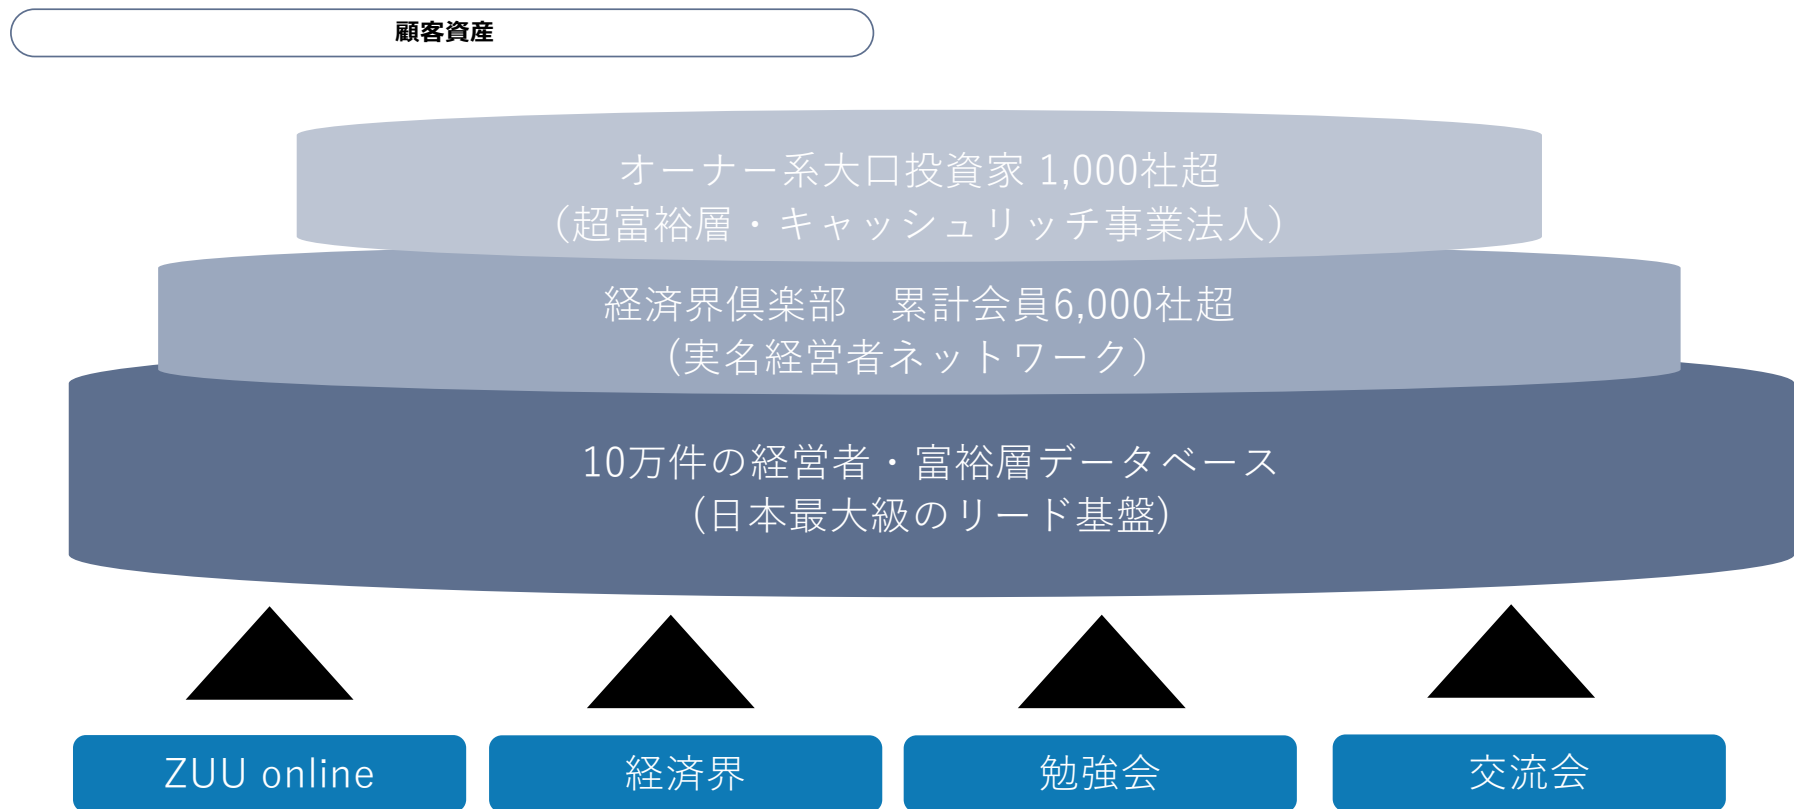 顧客資産
オーナー系大口投資家 1,000社超
（超富裕層・キャッシュリッチ事業法人）
経済界倶楽部　累計会員6,000社超
（実名経営者ネットワーク）
10万件の経営者・富裕層データベース
（日本最大級のリード基盤）
ZUU online
経済界
勉強会
交流会